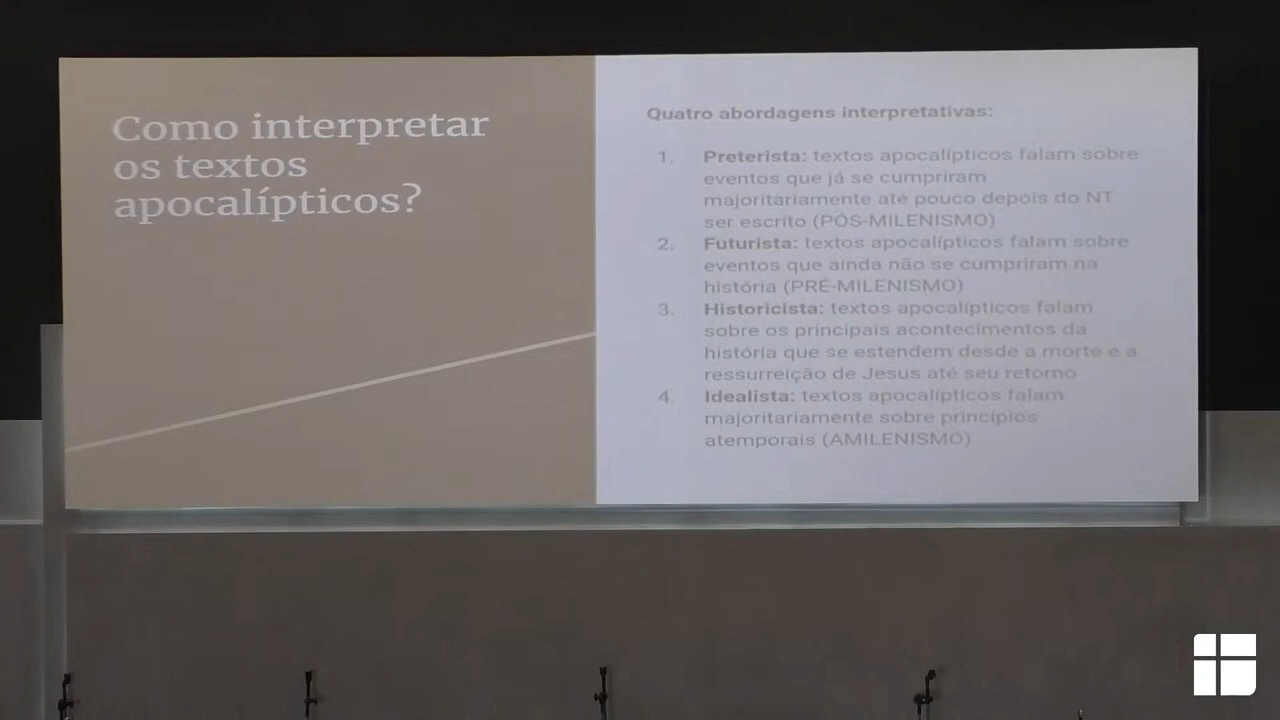 Como interpretar
os textos
apocalípticos?
Quatro abordagens interpretativas:
1. Preterista: textos apocalípticos falam sobre
eventos que já se cumpriram
majoritariamente até pouco depois do NT
ser escrito (PÓS-MILENISMO)
2. Futurista: textos apocalípticos falam sobre
eventos que ainda não se cumpriram na
história (PRÉ-MILENISMO)
3. Historicista: textos apocalípticos falam
sobre os principais acontecimentos da
história que se estendem desde a morte e a
ressurreição de Jesus até seu retorno
4. Idealista: textos apocalípticos falam
majoritariamente sobre princípios
atemporais (AMILENISMO)